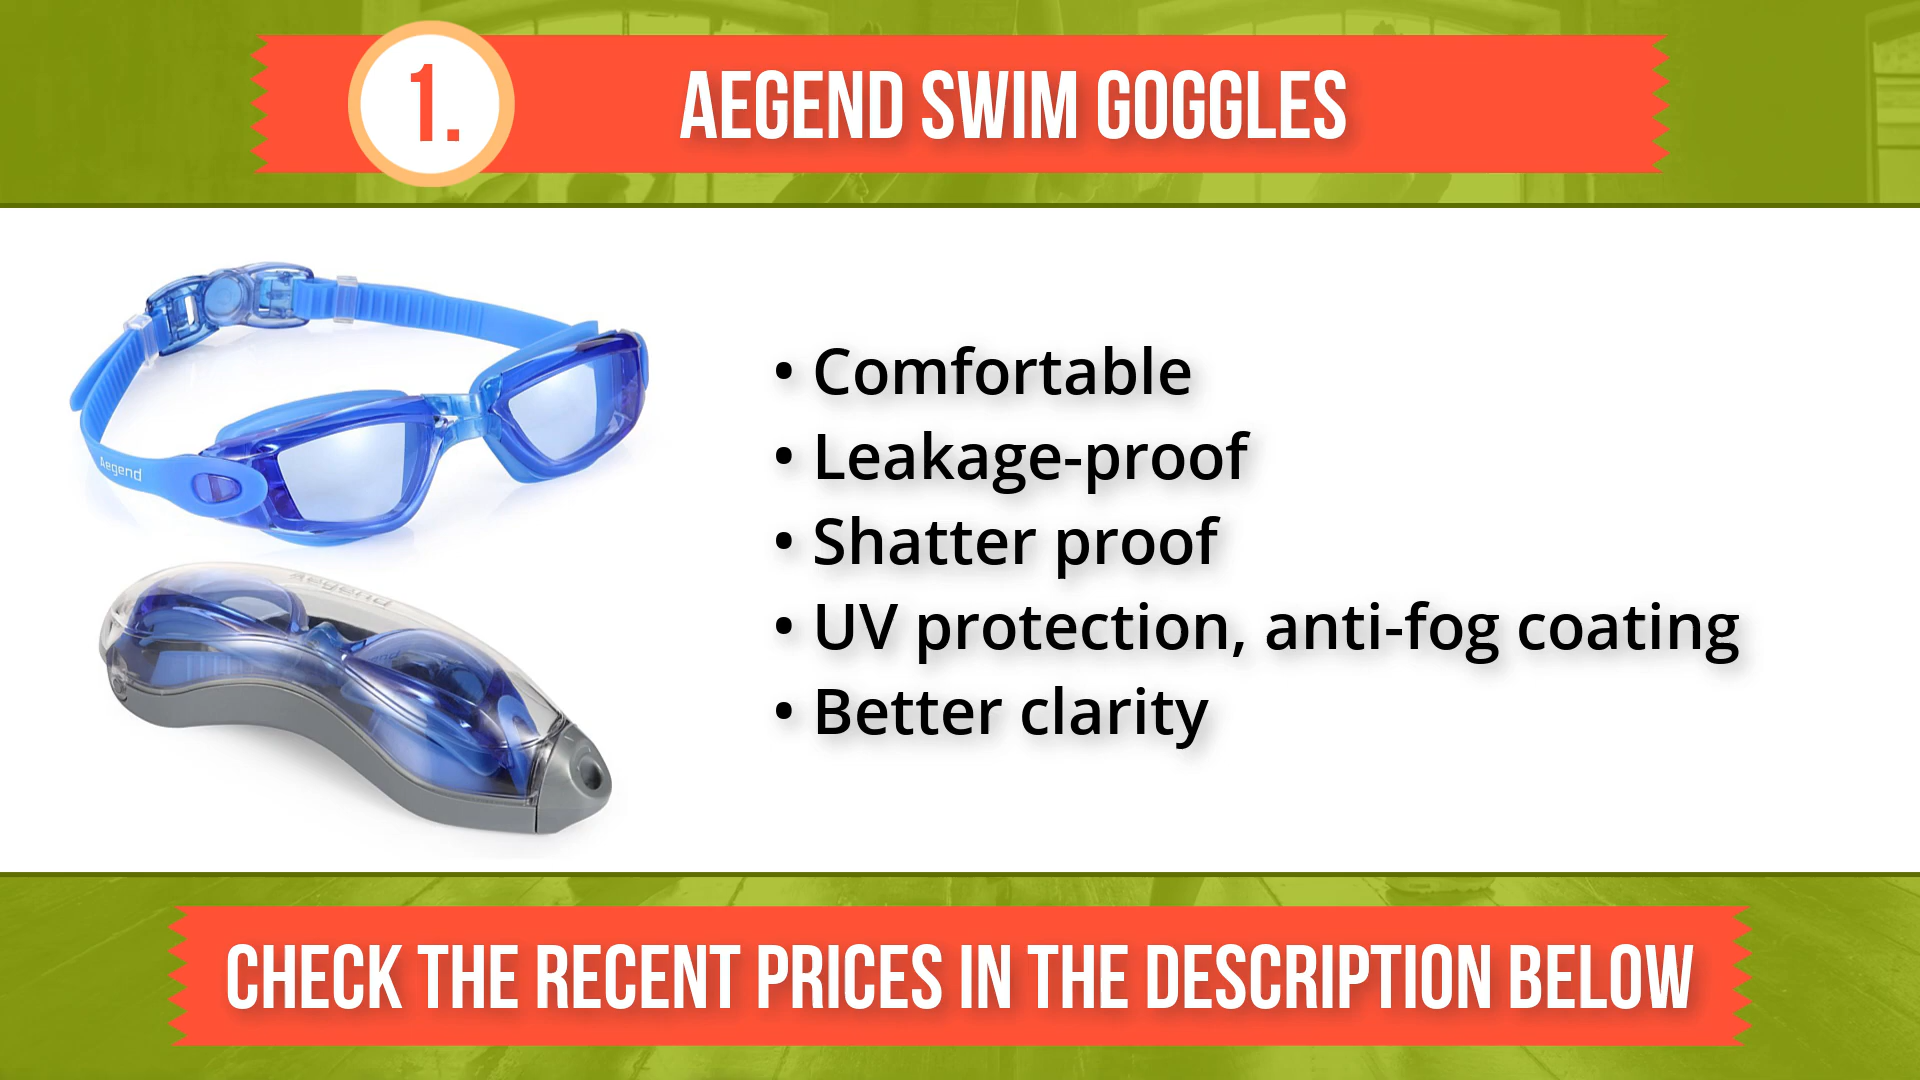 1.
AEGEND SWIM GOGGLES
Aegend
Aegend
• Comfortable
• Leakage-proof
• Shatter proof
• UV protection, anti-fog coating
• Better clarity
CHECK THE RECENT PRICES IN THE DESCRIPTION BELOW